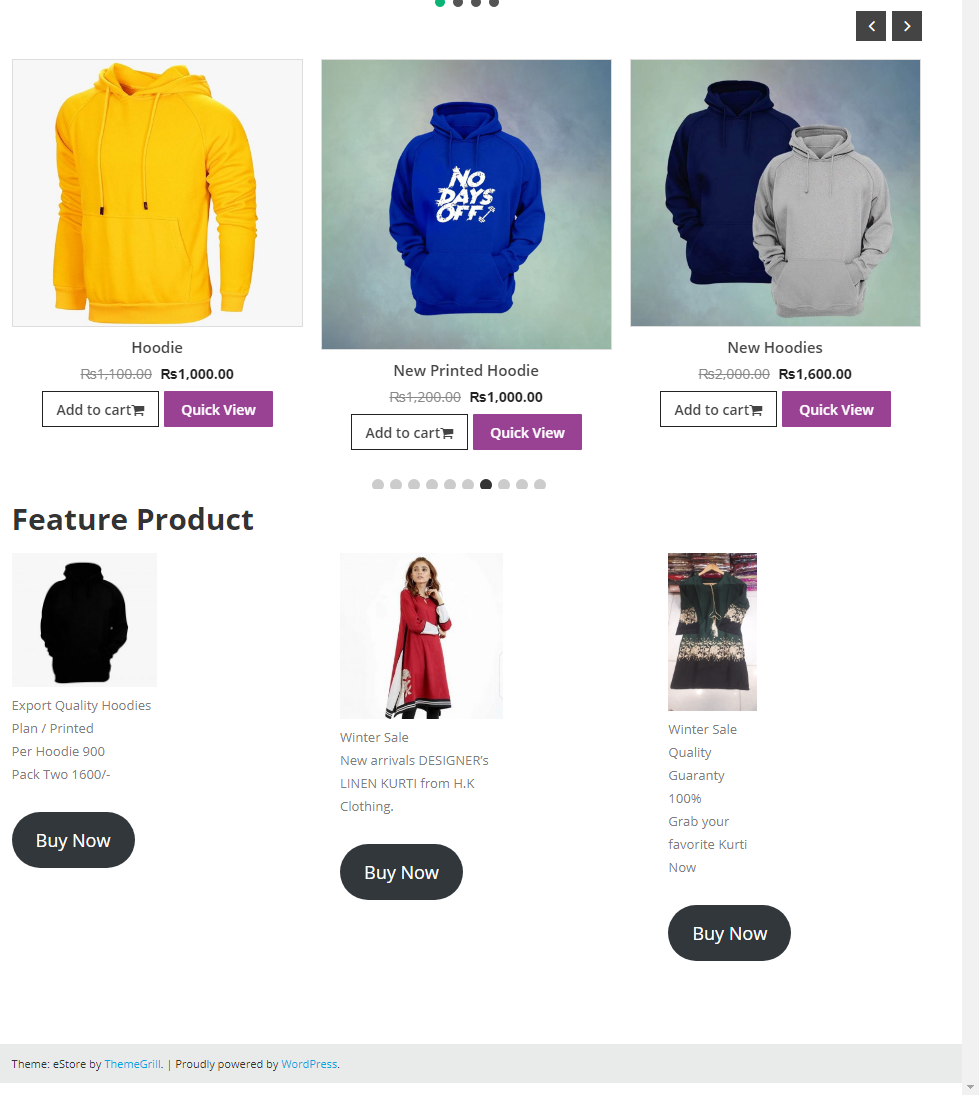 Hoodie
₨1,100.00 ₨1,000.00
Add to cart
Quick View
NO
DAYS
OFF
New Printed Hoodie
₨1,200.00 ₨1,000.00
Add to cart
Quick View
New Hoodies
₨2,000.00 ₨1,600.00
Add to cart
Quick View
Feature Product
Export Quality Hoodies
Plan / Printed
Per Hoodie 900
Pack Two 1600/-
Buy Now
Winter Sale
New arrivals DESIGNER’s
LINEN KURTI from H.K
Clothing.
Buy Now
Winter Sale
Quality
Guaranty
100%
Grab your
favorite Kurti
Now
Buy Now
Theme: eStore by ThemeGrill. | Proudly powered by WordPress.